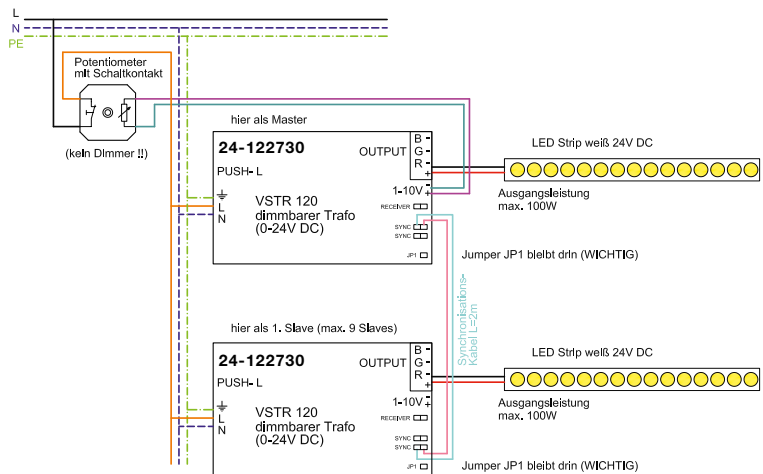 L
N
PE
Potentiometer
mit Schaltkontakt
(kein Dimmer !!)
hier als Master
24-122730
PUSH- L
L
N
VSTR 120
dimmbarer Trafo
(0-24V DC)
OUTPUT
B -
G -
R -
+
1-10V
-
+
RECEIVER
SYNC
SYNC
JP1
LED Strip weiß 24V DC
Ausgangsleistung
max. 100W
Jumper JP1 bleibt drin (WICHTIG)
Synchronisations-
Kabel L=2m
hier als 1. Slave (max. 9 Slaves)
24-122730
PUSH- L
L
N
VSTR 120
dimmbarer Trafo
(0-24V DC)
OUTPUT
B -
G -
R -
+
1-10V
-
+
RECEIVER
SYNC
SYNC
JP1
LED Strip weiß 24V DC
Ausgangsleistung
max. 100W
Jumper JP1 bleibt drin (WICHTIG)